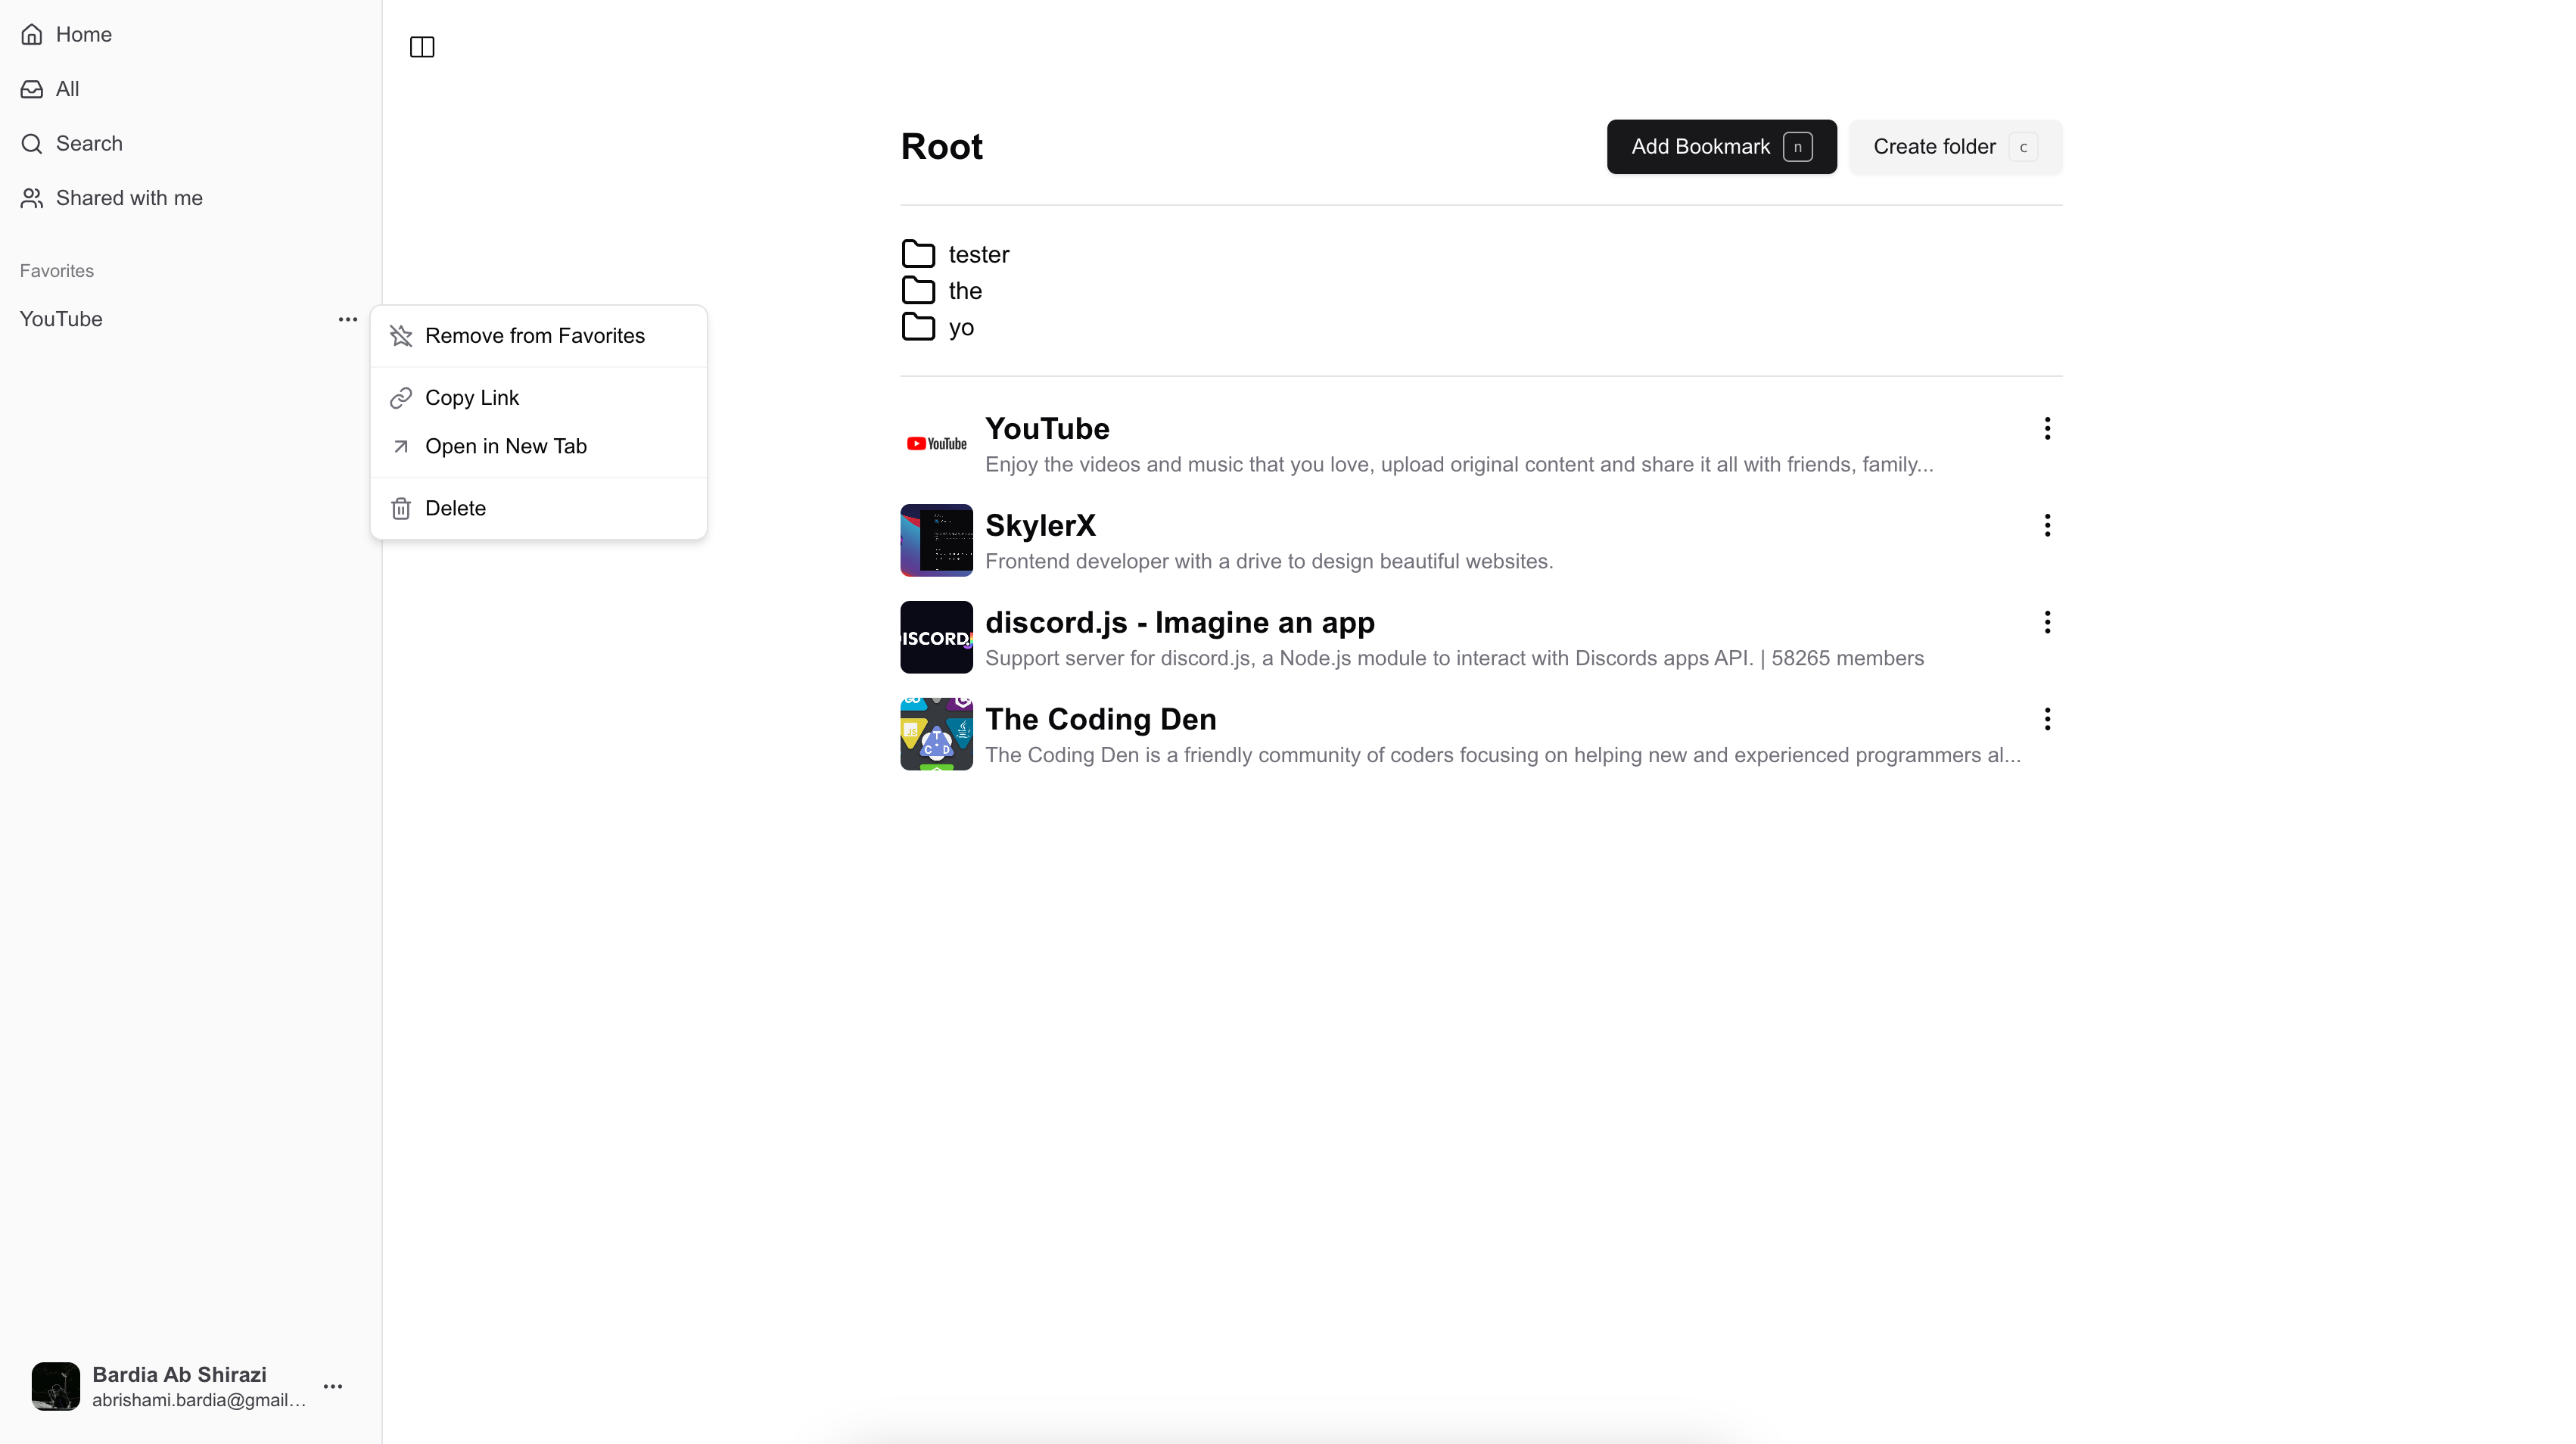 Home
All
Search
Shared with me
Favorites
YouTube
Remove from Favorites
Copy Link
Open in New Tab
Delete
Bardia Ab Shirazi
abrishami.bardia@gmail...
Root
Add Bookmark n
Create folder c
tester
the
yo
YouTube
YouTube
Enjoy the videos and music that you love, upload original content and share it all with friends, family...
SkylerX
Frontend developer with a drive to design beautiful websites.
ISCORD.
discord.js - Imagine an app
Support server for discord.js, a Node.js module to interact with Discords apps API. | 58265 members
JS
T
C D
The Coding Den
The Coding Den is a friendly community of coders focusing on helping new and experienced programmers al...